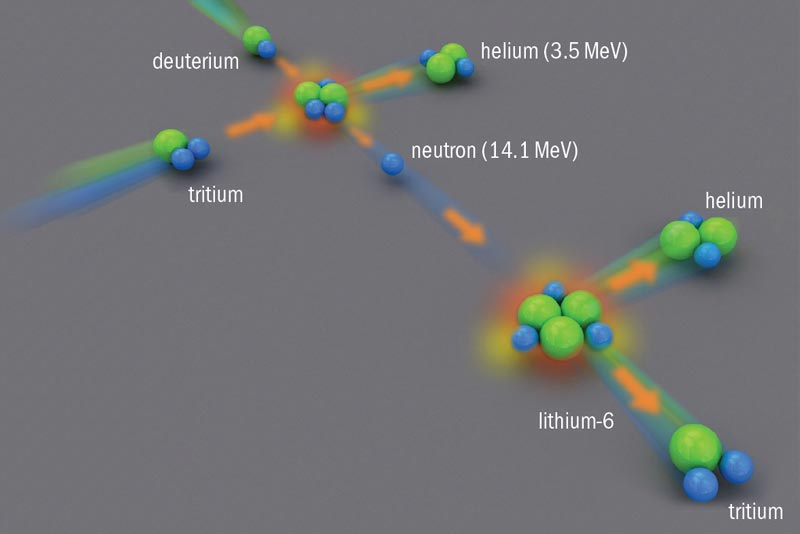 deuterium
helium (3.5 MeV)
neutron (14.1 MeV)
tritium
helium
lithium-6
tritium